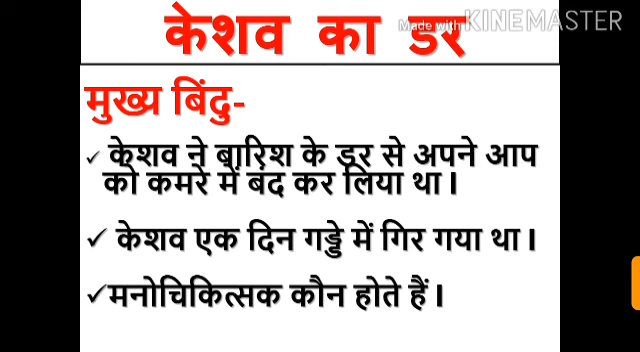 केशव का डर
Made with KINEMASTER
मुख्य बिंदु-
✓ केशव ने बारिश के डर से अपने आप
को कमरे में बंद कर लिया था I
✓ केशव एक दिन गड्डे में गिर गया था I
✓मनोचिकित्सक कौन होते हैं I